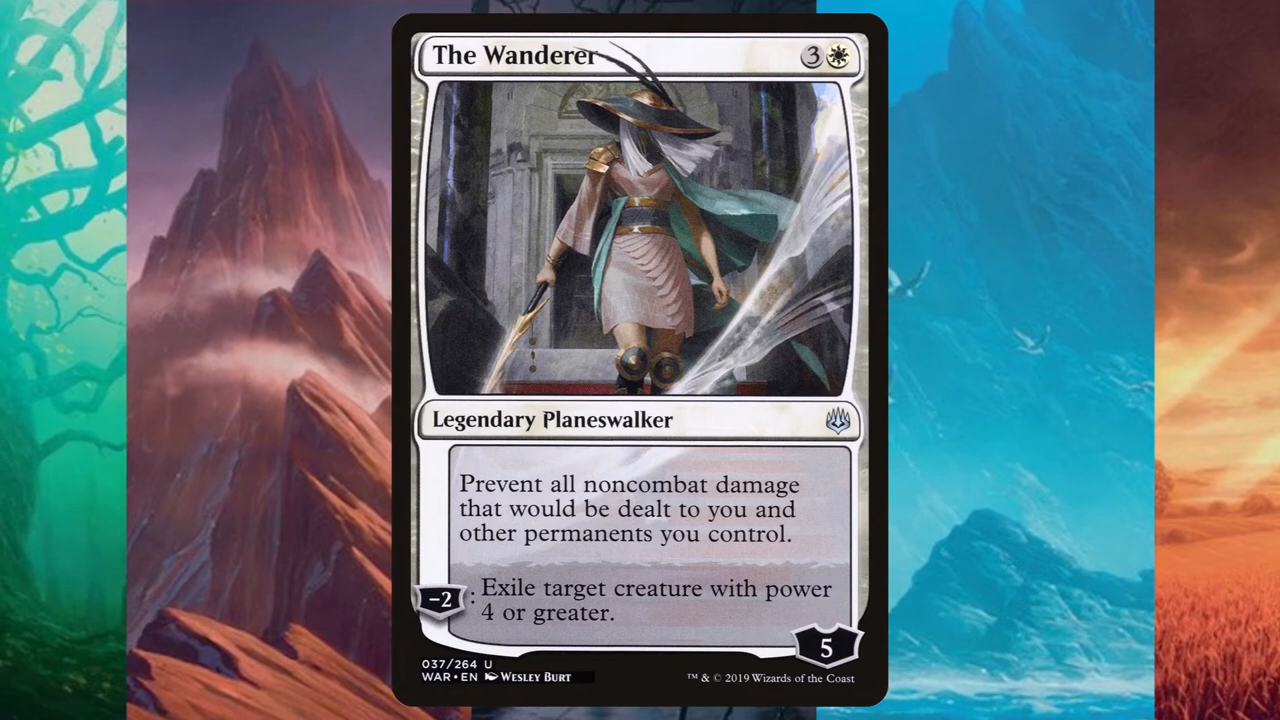 The Wanderer 3
Legendary Planeswalker
Prevent all noncombat damage
that would be dealt to you and
other permanents you control.
−2: Exile target creature with power
4 or greater.
5
037/264 U
WAR • EN Wesley Burt
™ & © 2019 Wizards of the Coast